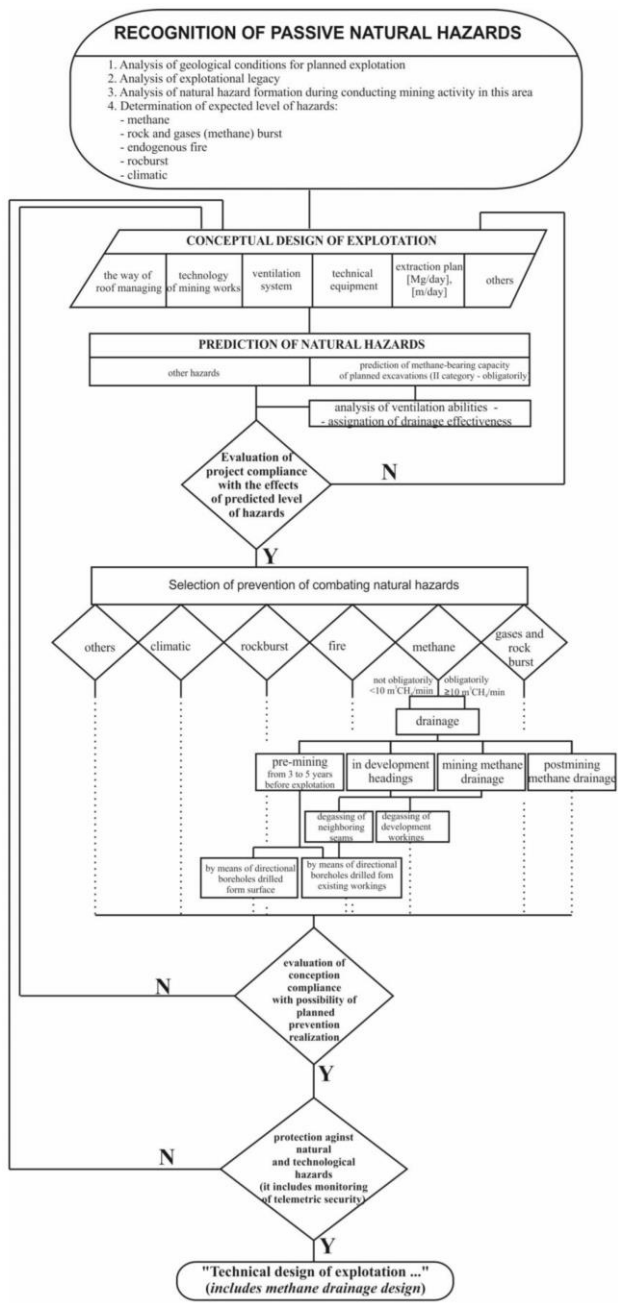 RECOGNITION OF PASSIVE NATURAL HAZARDS
1. Analysis of geological conditions for planned explotation
2. Analysis of explotational legacy
3. Analysis of natural hazard formation during conducting mining activity in this area
4. Determination of expected level of hazards:
- methane
- rock and gases (methane) burst
- endogenous fire
- rocburst
- climatic
CONCEPTUAL DESIGN OF EXPLOTATION
the way of
roof managing
technology
of mining works
ventilation
system
technical
equipment
extraction plan
[Mg/day],
[m/day]
others
PREDICTION OF NATURAL HAZARDS
other hazards
prediction of methane-bearing capacity
of planned excavations (II category - obligatorily)
analysis of ventilation abilities -
- assignation of drainage effectiveness
Evaluation of
project compliance
with the effects
of predicted level
of hazards
N
Y
Selection of prevention of combating natural hazards
others
climatic
rockburst
fire
methane
gases and
rock
burst
not obligatorily
<10 m³CH₄/miin
obligatorily
≥10 m³CH₄/min
drainage
pre-mining
from 3 to 5 years
before explotation
in development
headings
mining methane
drainage
postmining
methane drainage
degassing of
neighboring
seams
degassing of
development
workings
by means of directional
boreholes drilled
form surface
by means of directional
boreholes drilled fom
existing workings
evaluation of
conception
compliance
with possibility of
planned
prevention
realization
N
Y
protection aginst
natural
and technological
hazards
(it includes monitoring
of telemetric security)
N
Y
"Technical design of explotation ..."
(includes methane drainage design)